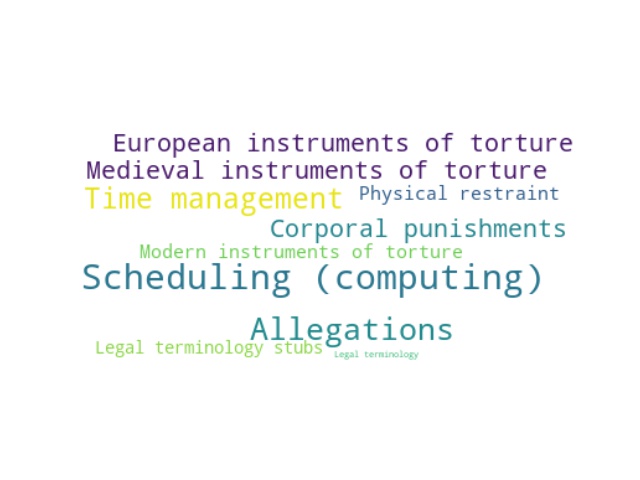 European instruments of torture
Medieval instruments of torture
Time management
Physical restraint
Corporal punishments
Modern instruments of torture
Scheduling (computing)
Allegations
Legal terminology stubs
Legal terminology